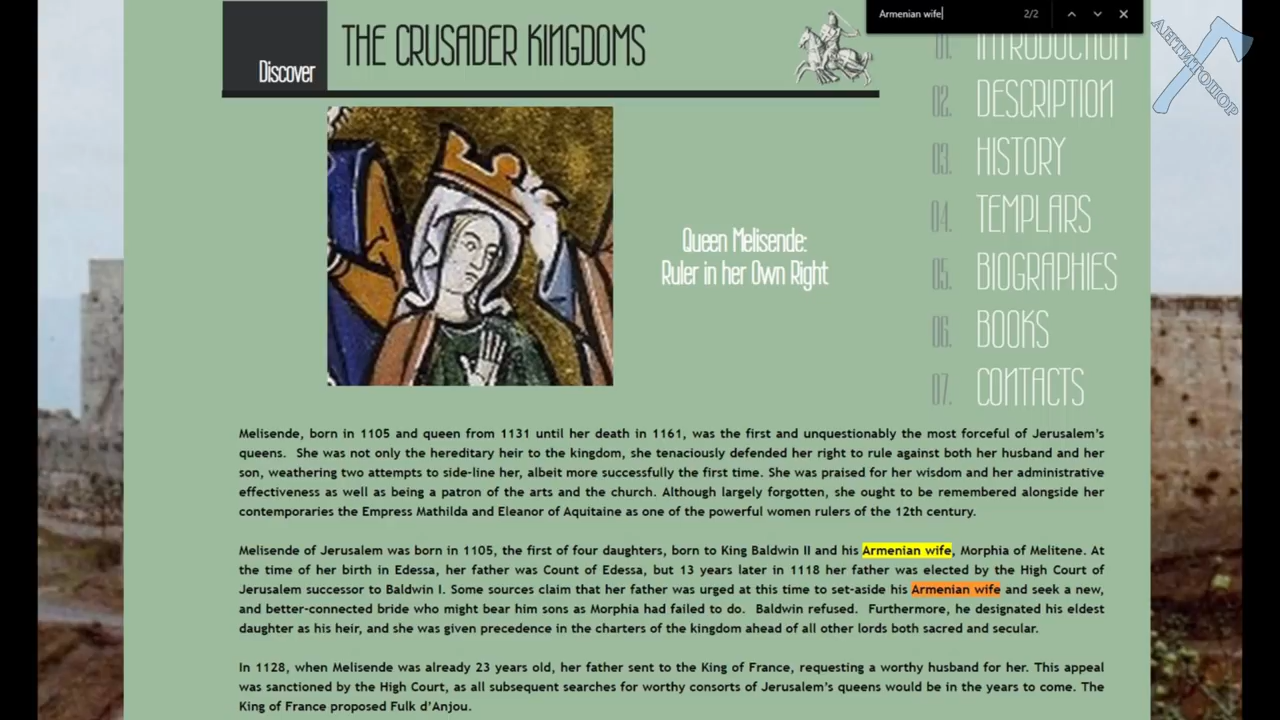 Armenian wife
2/2
АНТИТОПОР
Discover
THE CRUSADER KINGDOMS
01. INTRODUCTION
02. DESCRIPTION
03. HISTORY
04. TEMPLARS
05. BIOGRAPHIES
06. BOOKS
07. CONTACTS
Queen Melisende:
Ruler in her Own Right
Melisende, born in 1105 and queen from 1131 until her death in 1161, was the first and unquestionably the most forceful of Jerusalem's
queens. She was not only the hereditary heir to the kingdom, she tenaciously defended her right to rule against both her husband and her
son, weathering two attempts to side-line her, albeit more successfully the first time. She was praised for her wisdom and her administrative
effectiveness as well as being a patron of the arts and the church. Although largely forgotten, she ought to be remembered alongside her
contemporaries the Empress Mathilda and Eleanor of Aquitaine as one of the powerful women rulers of the 12th century.
Melisende of Jerusalem was born in 1105, the first of four daughters, born to King Baldwin II and his Armenian wife, Morphia of Melitene. At
the time of her birth in Edessa, her father was Count of Edessa, but 13 years later in 1118 her father was elected by the High Court of
Jerusalem successor to Baldwin I. Some sources claim that her father was urged at this time to set-aside his Armenian wife and seek a new,
and better-connected bride who might bear him sons as Morphia had failed to do. Baldwin refused. Furthermore, he designated his eldest
daughter as his heir, and she was given precedence in the charters of the kingdom ahead of all other lords both sacred and secular.
In 1128, when Melisende was already 23 years old, her father sent to the King of France, requesting a worthy husband for her. This appeal
was sanctioned by the High Court, as all subsequent searches for worthy consorts of Jerusalem's queens would be in the years to come. The
King of France proposed Fulk d'Anjou.